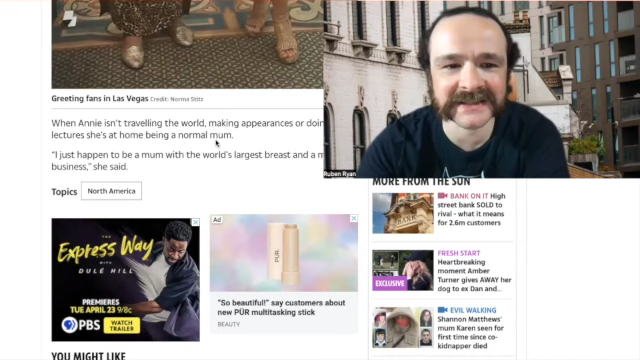 Greeting fans in Las Vegas Credit: Norma Stitz
When Annie isn't travelling the world, making appearances or doin
lectures she's at home being a normal mum.
"I just happen to be a mum with the world's largest breast and a m
business," she said.
Topics
North America
THE
Express Way
WITH
DULÉ HILL
PREMIERES
TUE APRIL 23 9/8c
PBS
WATCH
TRAILER
Ad
PÜR
"So beautiful!" say customers about
new PÜR multitasking stick
BEAUTY
YOU MIGHT LIKE
Ruben Ryan
MORE FROM THE SUN
BANK ON IT High
street bank SOLD to
rival - what it means
for 2.6m customers
EXCLUSIVE
FRESH START
Heartbreaking
moment Amber
Turner gives AWAY her
dog to ex Dan and...
EVIL WALKING
Shannon Matthews'
mum Karen seen for
first time since co-
kidnapper died